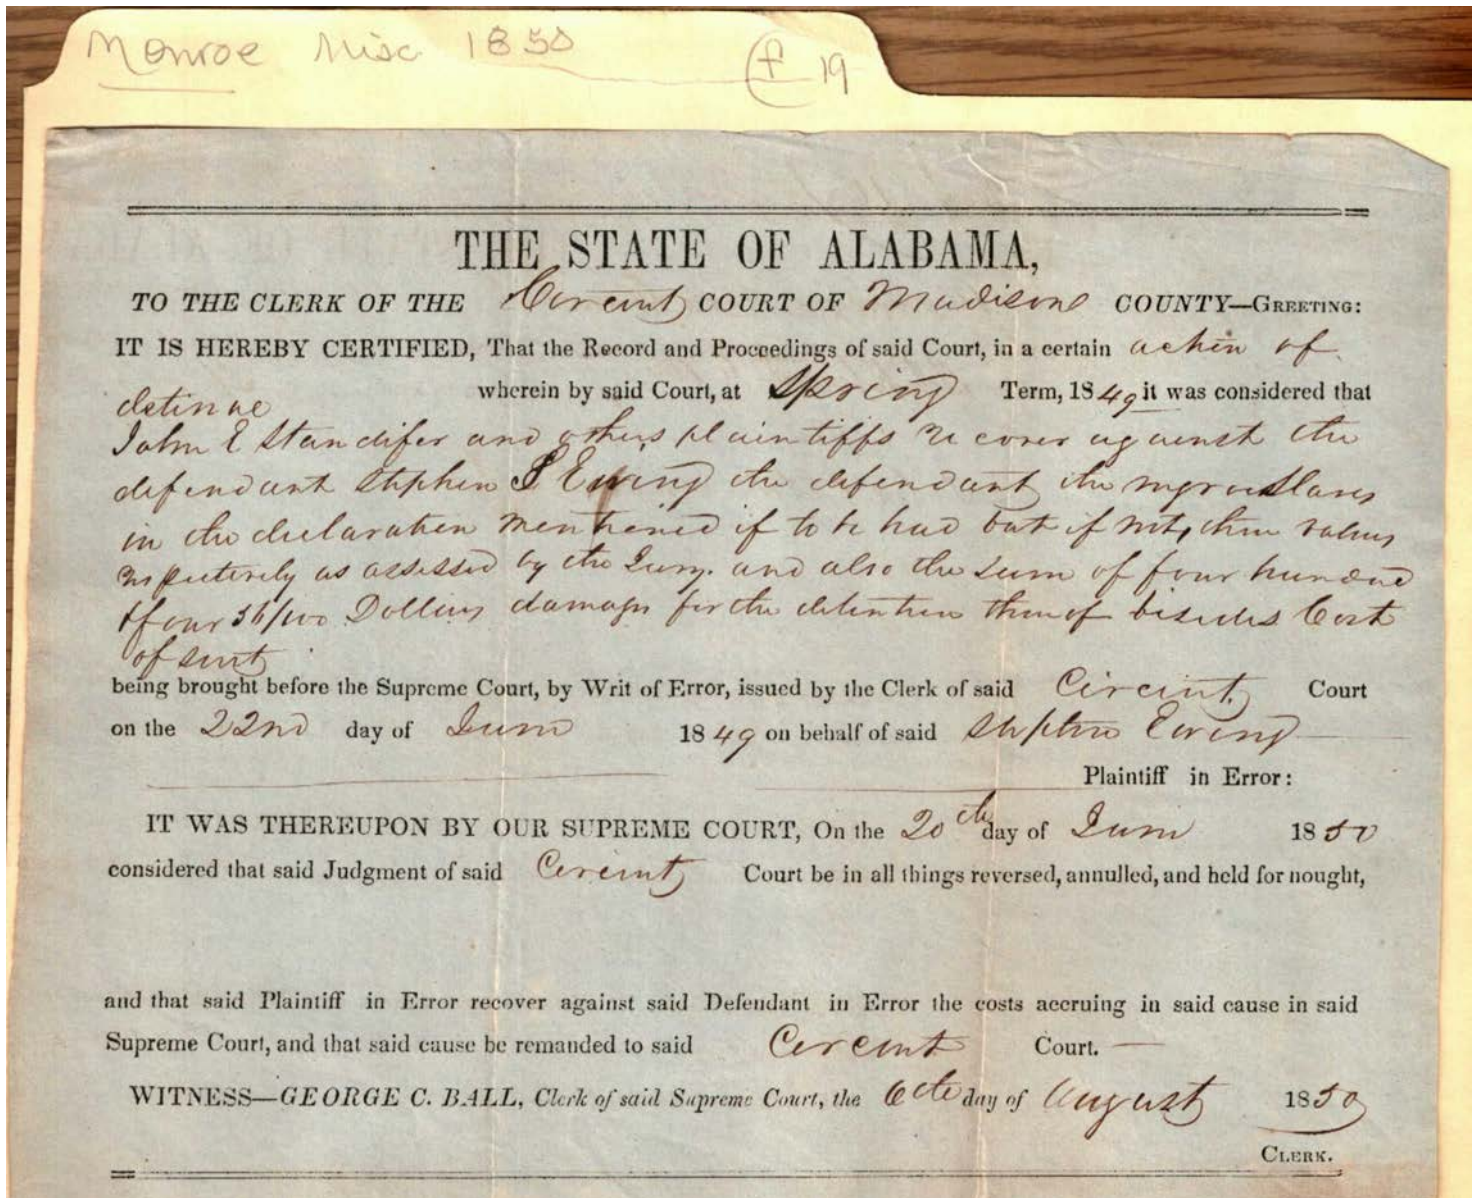 Monroe Misc 1850 f 19
THE STATE OF ALABAMA,
TO THE CLERK OF THE Circuit COURT OF Madison COUNTY—GREETING:
IT IS HEREBY CERTIFIED, That the Record and Proceedings of said Court, in a certain action of
detinue wherein by said Court, at Spring Term, 1849 it was considered that
John E Standifer and others plaintiffs recover against the
defendant Stephen S Ewing the defendant the negro slaves
in the declaration mentioned if to be had but if not, their values
respectively as assessed by the Jury. and also the sum of four hundred
& four 56/100 Dollars damages for the detention thereof besides Cost
of suit
being brought before the Supreme Court, by Writ of Error, issued by the Clerk of said Circuit Court
on the 22nd day of June 1849 on behalf of said Stephen Ewing
Plaintiff in Error:
IT WAS THEREUPON BY OUR SUPREME COURT, On the 20th day of June 1850
considered that said Judgment of said Circuit Court be in all things reversed, annulled, and held for nought,
and that said Plaintiff in Error recover against said Defendant in Error the costs accruing in said cause in said
Supreme Court, and that said cause be remanded to said Circuit Court.
WITNESS—GEORGE C. BALL, Clerk of said Supreme Court, the 6th day of August 1850
CLERK.